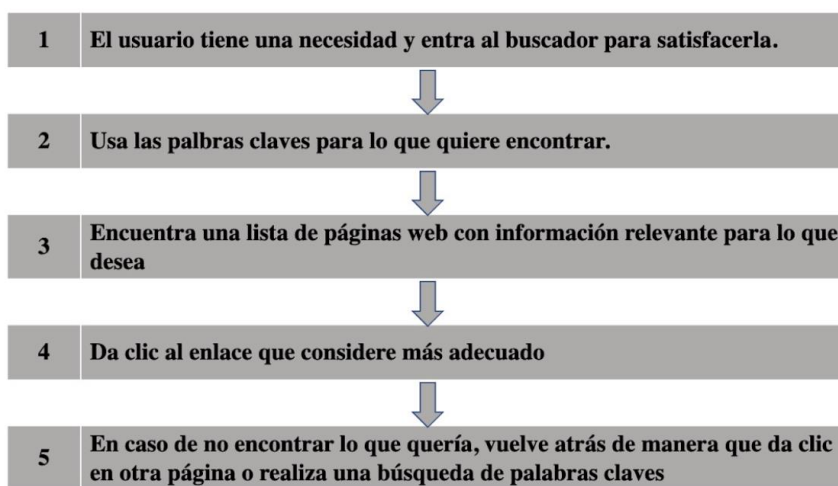 1 El usuario tiene una necesidad y entra al buscador para satisfacerla.
2 Usa las palbras claves para lo que quiere encontrar.
3 Encuentra una lista de páginas web con información relevante para lo que
desea
4 Da clic al enlace que considere más adecuado
5 En caso de no encontrar lo que quería, vuelve atrás de manera que da clic
en otra página o realiza una búsqueda de palabras claves